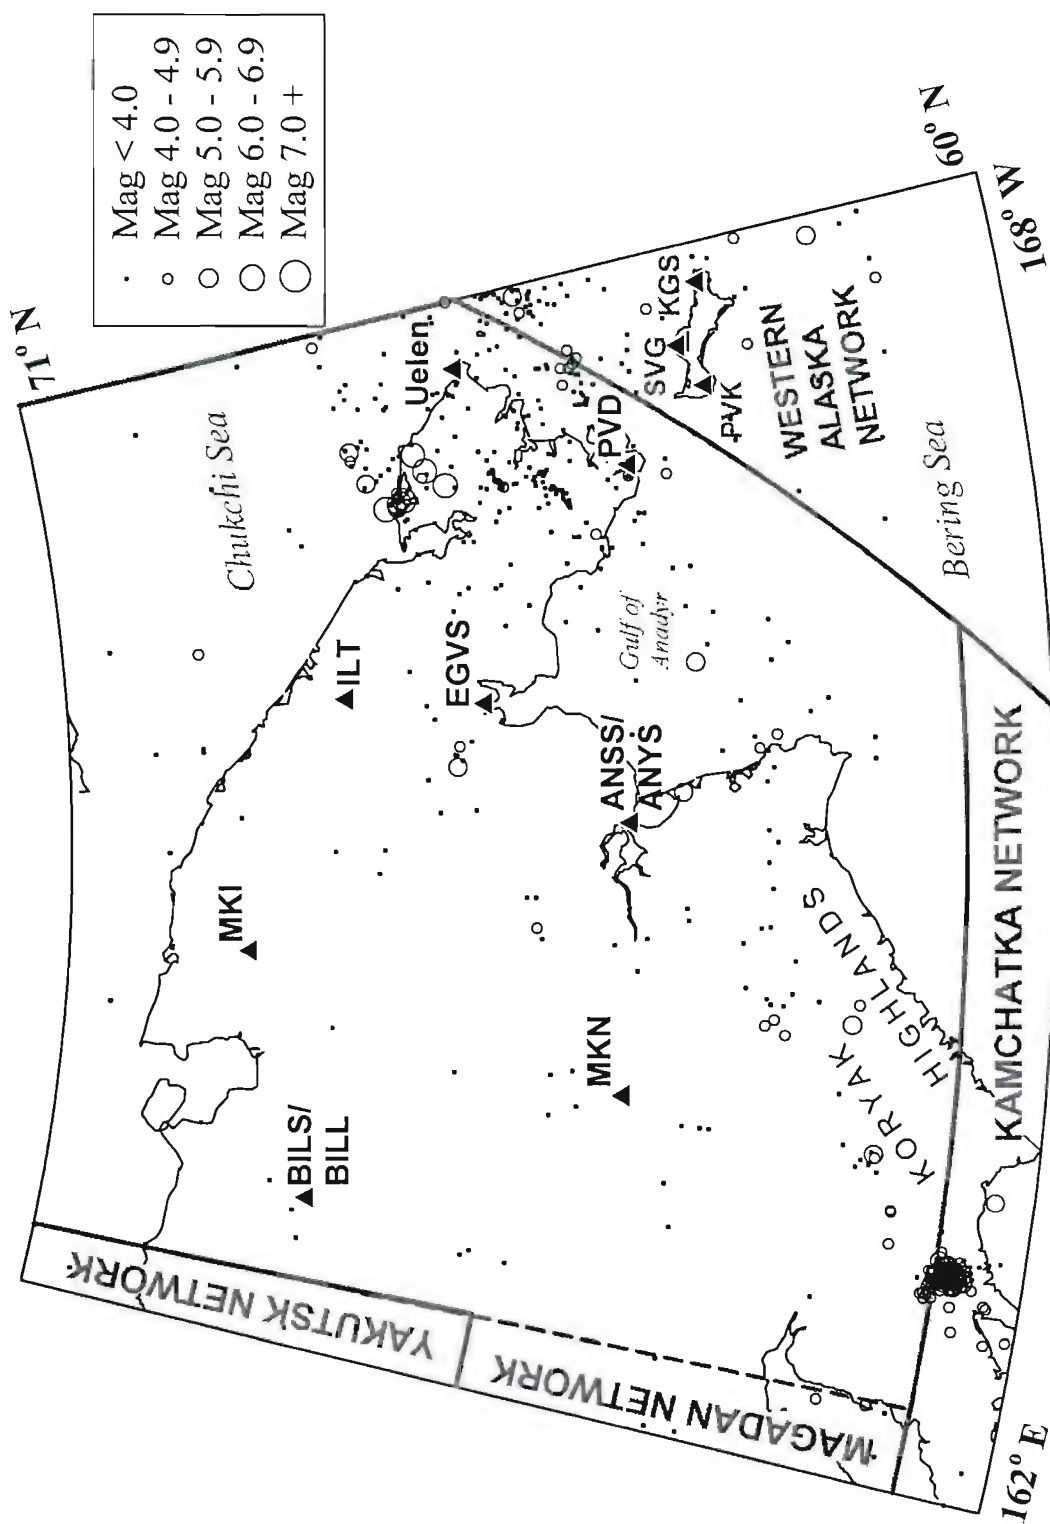 Mag < 4.0
Mag 4.0 - 4.9
Mag 5.0 - 5.9
Mag 6.0 - 6.9
Mag 7.0 +
71° N
60° N
168° W
162° E
Chukchi Sea
Uelen
ILT
MKI
BILS/
BILL
EGVS
ANSS/
ANYS
MKN
PVD
SVG
KGS
PVK
Gulf of
Anadyr
Bering Sea
WESTERN
ALASKA
NETWORK
KORYAK
HIGHLANDS
KAMCHATKA NETWORK
YAKUTSK NETWORK
MAGADAN NETWORK